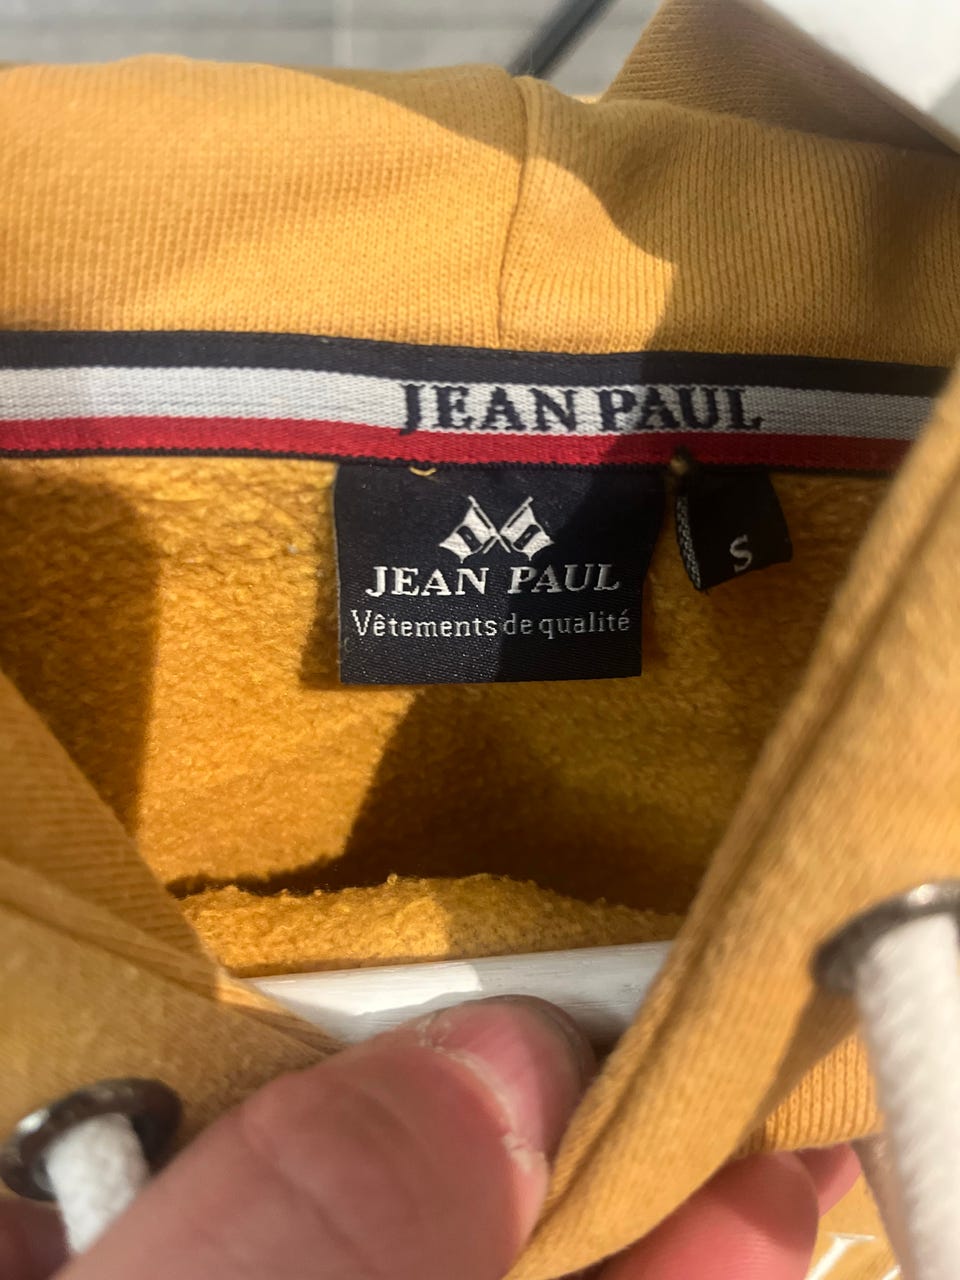 JEAN PAUL
JEAN PAUL
Vêtements de qualité
S